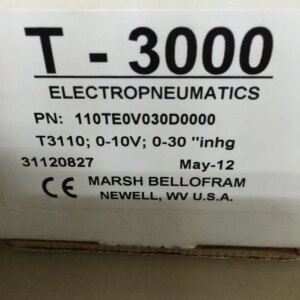 T - 3000
ELECTROPNEUMATICS
PN: 110TE0V030D0000
T3110; 0-10V; 0-30 "inhg
31120827 May-12
CE MARSH BELLOFRAM
NEWELL, WV U.S.A.